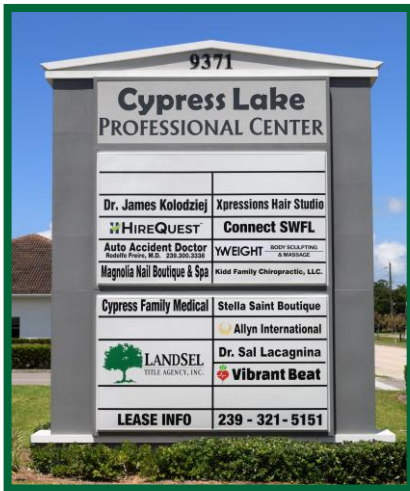 9371
Cypress Lake
PROFESSIONAL CENTER
Dr. James Kolodziej
Xpressions Hair Studio
HIREQUEST
Connect SWFL
Auto Accident Doctor
Rodolfo Freire, M.D. 239.300.3338
YWEIGHT BODY SCULPTING
& MASSAGE
Magnolia Nail Boutique & Spa
Kidd Family Chiropractic, LLC.
Cypress Family Medical
Stella Saint Boutique
Allyn International
LANDSEL
TITLE AGENCY, INC.
Dr. Sal Lacagnina
Vibrant Beat
LEASE INFO
239 - 321 - 5151